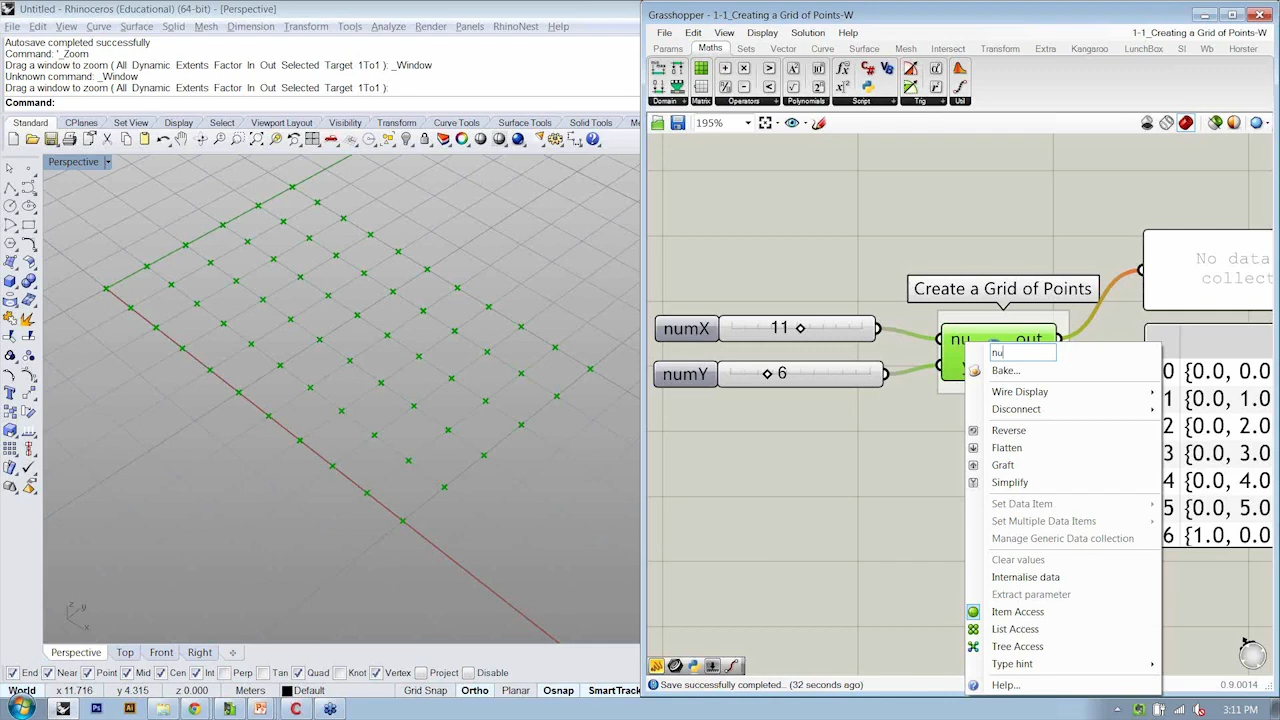 Untitled - Rhinoceros (Educational) (64-bit) - [Perspective]
File Edit View Curve Surface Solid Mesh Dimension Transform Tools Analyze Render Panels RhinoNest Help
Autosave completed successfully
Command: '_Zoom
Drag a window to zoom ( All Dynamic Extents Factor In Out Selected Target 1To1 ): _Window
Unknown command: _Window
Drag a window to zoom ( All Dynamic Extents Factor In Out Selected Target 1To1 ):
Command:
Standard CPlanes Set View Display Select Viewport Layout Visibility Transform Curve Tools Surface Tools Solid Tools Me
Perspective
z y
x
Perspective Top Front Right
End Near Point Mid Cen Int Perp Tan Quad Knot Vertex Project Disable
World x 11.716 y 4.315 z 0.000 Meters Default Grid Snap Ortho Planar Osnap SmartTrack
Grasshopper - 1-1_Creating a Grid of Points-W
File Edit View Display Solution Help 1-1_Creating a Grid of Points-W
Params Maths Sets Vector Curve Surface Mesh Intersect Transform Extra Kangaroo LunchBox SI Wb Horster
Domain Matrix Operators Polynomials Script Trig Util
195%
No data
collect
Create a Grid of Points
numX 11
nu out
numY 6
nu
Bake...
Wire Display
Disconnect
Reverse
Flatten
Graft
Simplify
Set Data Item
Set Multiple Data Items
Manage Generic Data collection
Clear values
Internalise data
Extract parameter
Item Access
List Access
Tree Access
Type hint
Help...
0 {0.0, 0.0
1 {0.0, 1.0
2 {0.0, 2.0
3 {0.0, 3.0
4 {0.0, 4.0
5 {0.0, 5.0
6 {1.0, 0.0
Save successfully completed... (32 seconds ago) 0.9.0014
3:11 PM